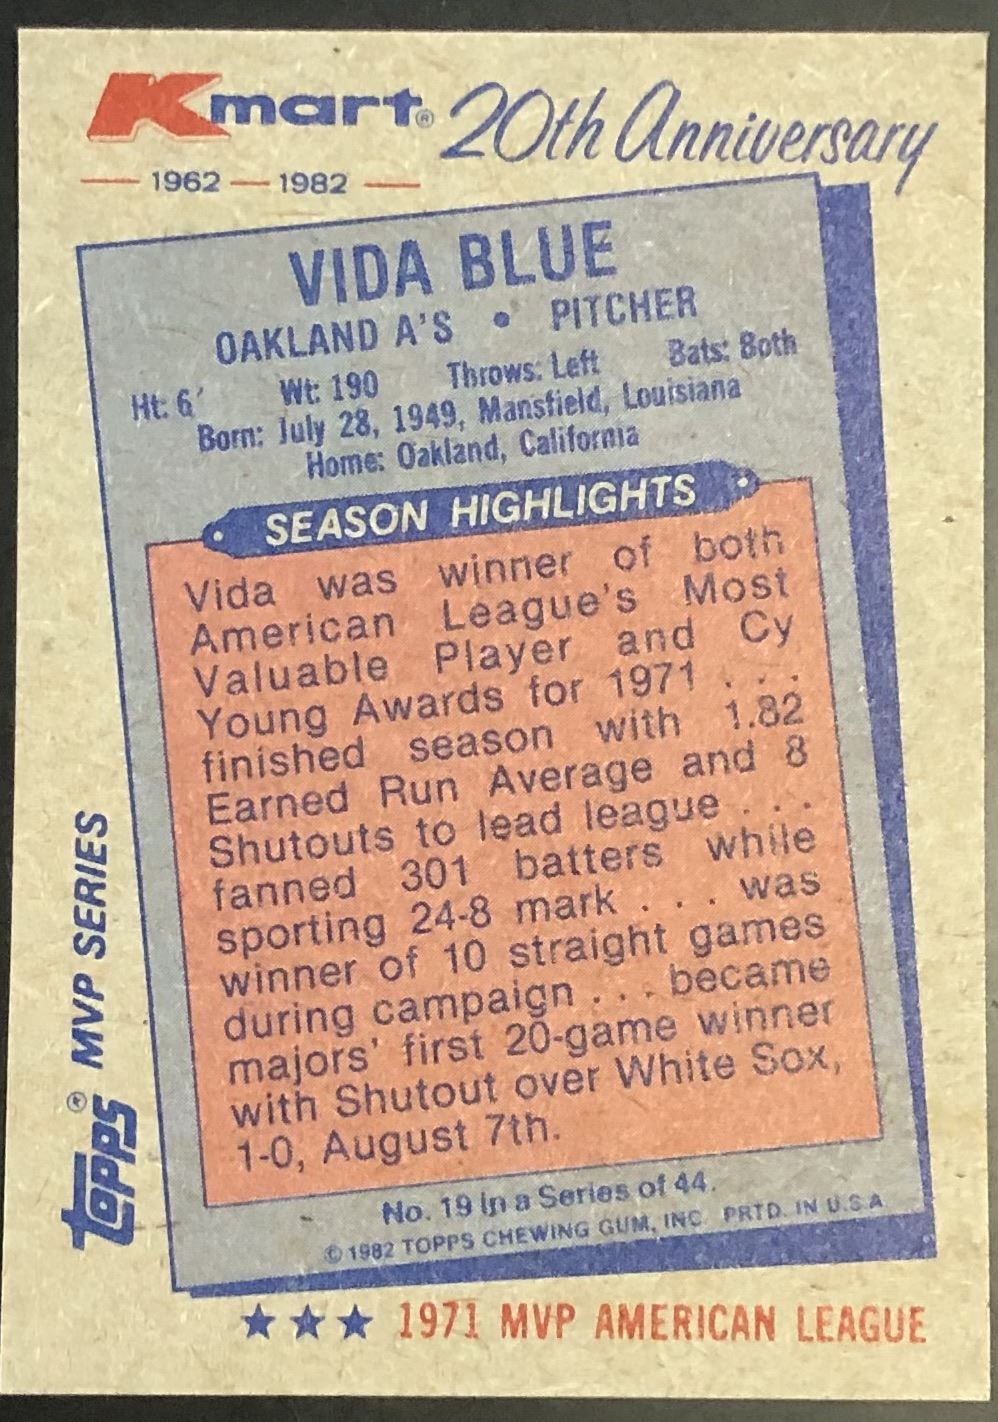 Kmart® 20th Anniversary
— 1962 — 1982 —
VIDA BLUE
OAKLAND A'S • PITCHER
Ht: 6' Wt: 190 Throws: Left Bats: Both
Born: July 28, 1949, Mansfield, Louisiana
Home: Oakland, California
SEASON HIGHLIGHTS
Vida was winner of both
American League's Most
Valuable Player and Cy
Young Awards for 1971 . . .
finished season with 1.82
Earned Run Average and 8
Shutouts to lead league . . .
fanned 301 batters while
sporting 24-8 mark . . . was
winner of 10 straight games
during campaign . . . became
majors' first 20-game winner
with Shutout over White Sox,
1-0, August 7th.
No. 19 in a Series of 44.
© 1982 TOPPS CHEWING GUM, INC. PRTD. IN U.S.A
TOPPS® MVP SERIES
★ ★ ★ 1971 MVP AMERICAN LEAGUE